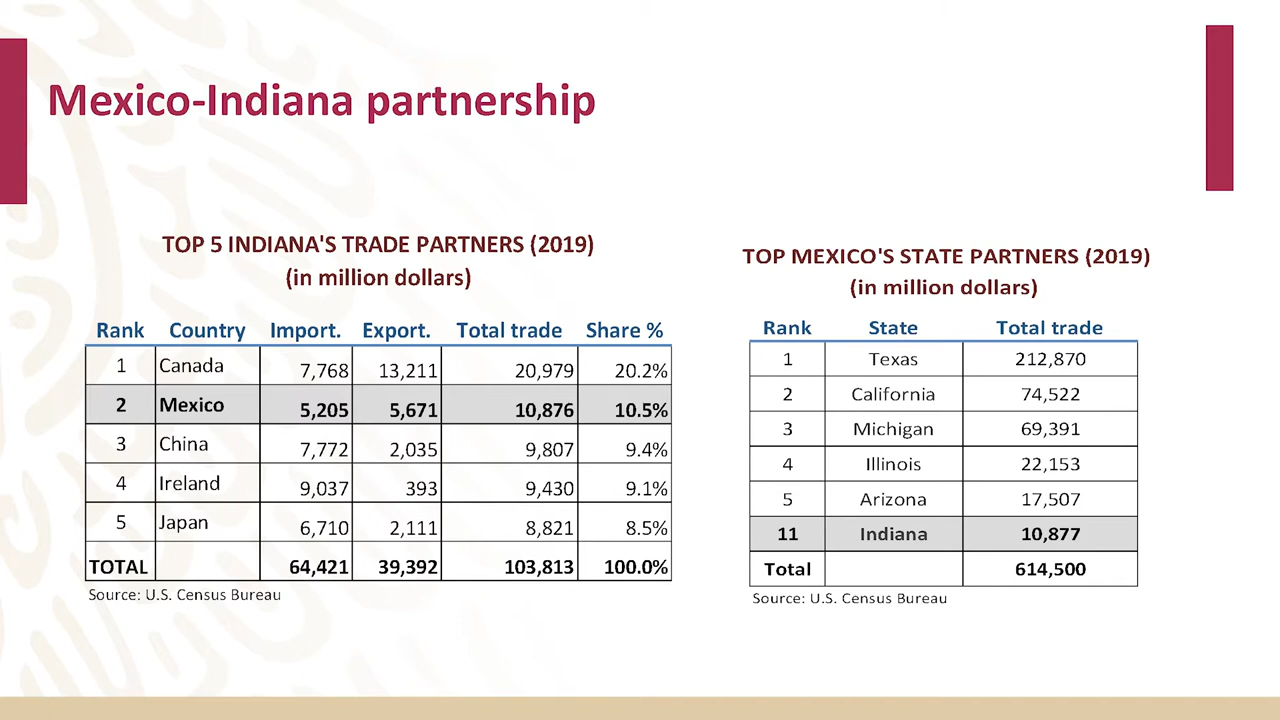 Mexico-Indiana partnership
TOP 5 INDIANA'S TRADE PARTNERS (2019)
(in million dollars)
Rank Country Import. Export. Total trade Share %
1 Canada 7,768 13,211 20,979 20.2%
2 Mexico 5,205 5,671 10,876 10.5%
3 China 7,772 2,035 9,807 9.4%
4 Ireland 9,037 393 9,430 9.1%
5 Japan 6,710 2,111 8,821 8.5%
TOTAL 64,421 39,392 103,813 100.0%
Source: U.S. Census Bureau
TOP MEXICO'S STATE PARTNERS (2019)
(in million dollars)
Rank State Total trade
1 Texas 212,870
2 California 74,522
3 Michigan 69,391
4 Illinois 22,153
5 Arizona 17,507
11 Indiana 10,877
Total 614,500
Source: U.S. Census Bureau